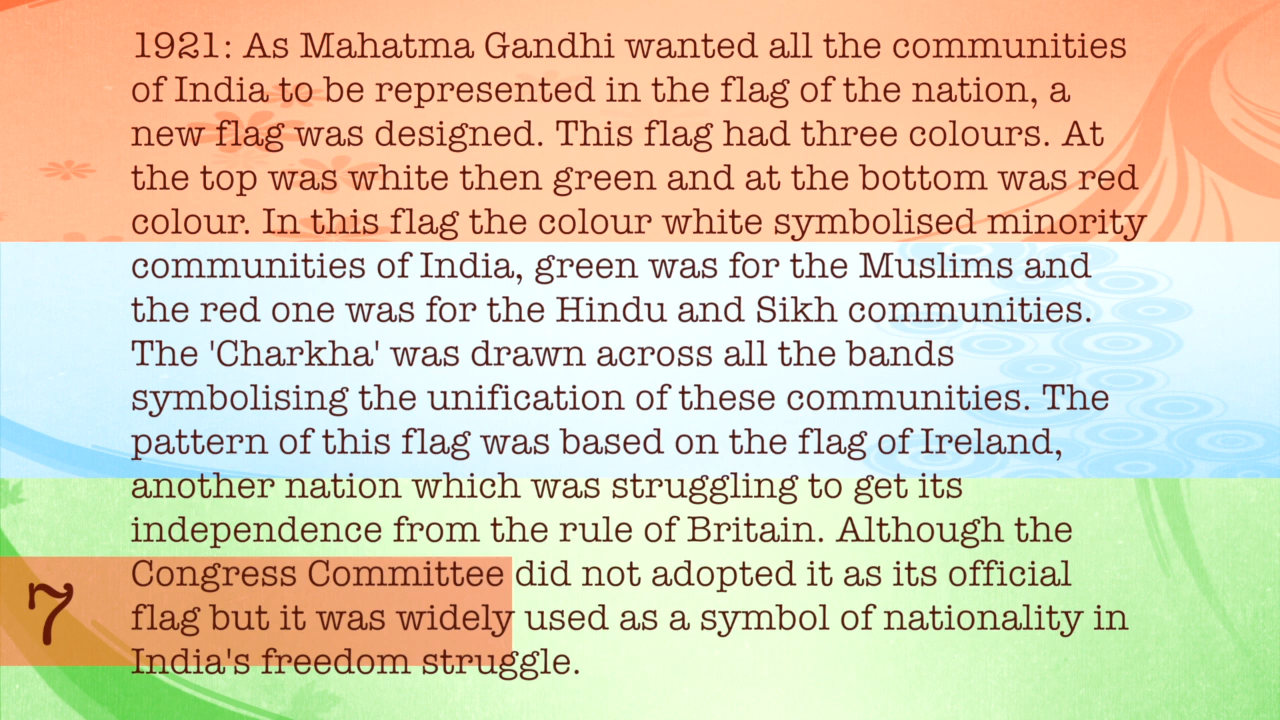 1921: As Mahatma Gandhi wanted all the communities
of India to be represented in the flag of the nation, a
new flag was designed. This flag had three colours. At
the top was white then green and at the bottom was red
colour. In this flag the colour white symbolised minority
communities of India, green was for the Muslims and
the red one was for the Hindu and Sikh communities.
The 'Charkha' was drawn across all the bands
symbolising the unification of these communities. The
pattern of this flag was based on the flag of Ireland,
another nation which was struggling to get its
independence from the rule of Britain. Although the
Congress Committee did not adopted it as its official
flag but it was widely used as a symbol of nationality in
India's freedom struggle.
7